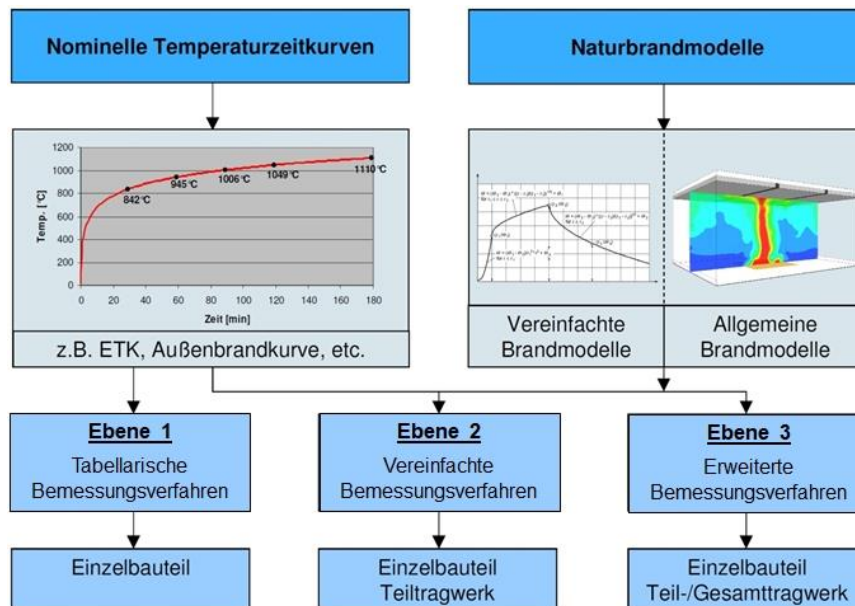 Nominelle Temperaturzeitkurven
Naturbrandmodelle
1200
1000
800
600
400
200
0
Temp. [°C]
842°C
945°C
1006°C
1049°C
1110°C
0 20 40 60 80 100 120 140 160 180
Zeit [min]
z.B. ETK, Außenbrandkurve, etc.
Vereinfachte
Brandmodelle
Allgemeine
Brandmodelle
Ebene 1
Tabellarische
Bemessungsverfahren
Ebene 2
Vereinfachte
Bemessungsverfahren
Ebene 3
Erweiterte
Bemessungsverfahren
Einzelbauteil
Einzelbauteil
Teiltragwerk
Einzelbauteil
Teil-/Gesamttragwerk